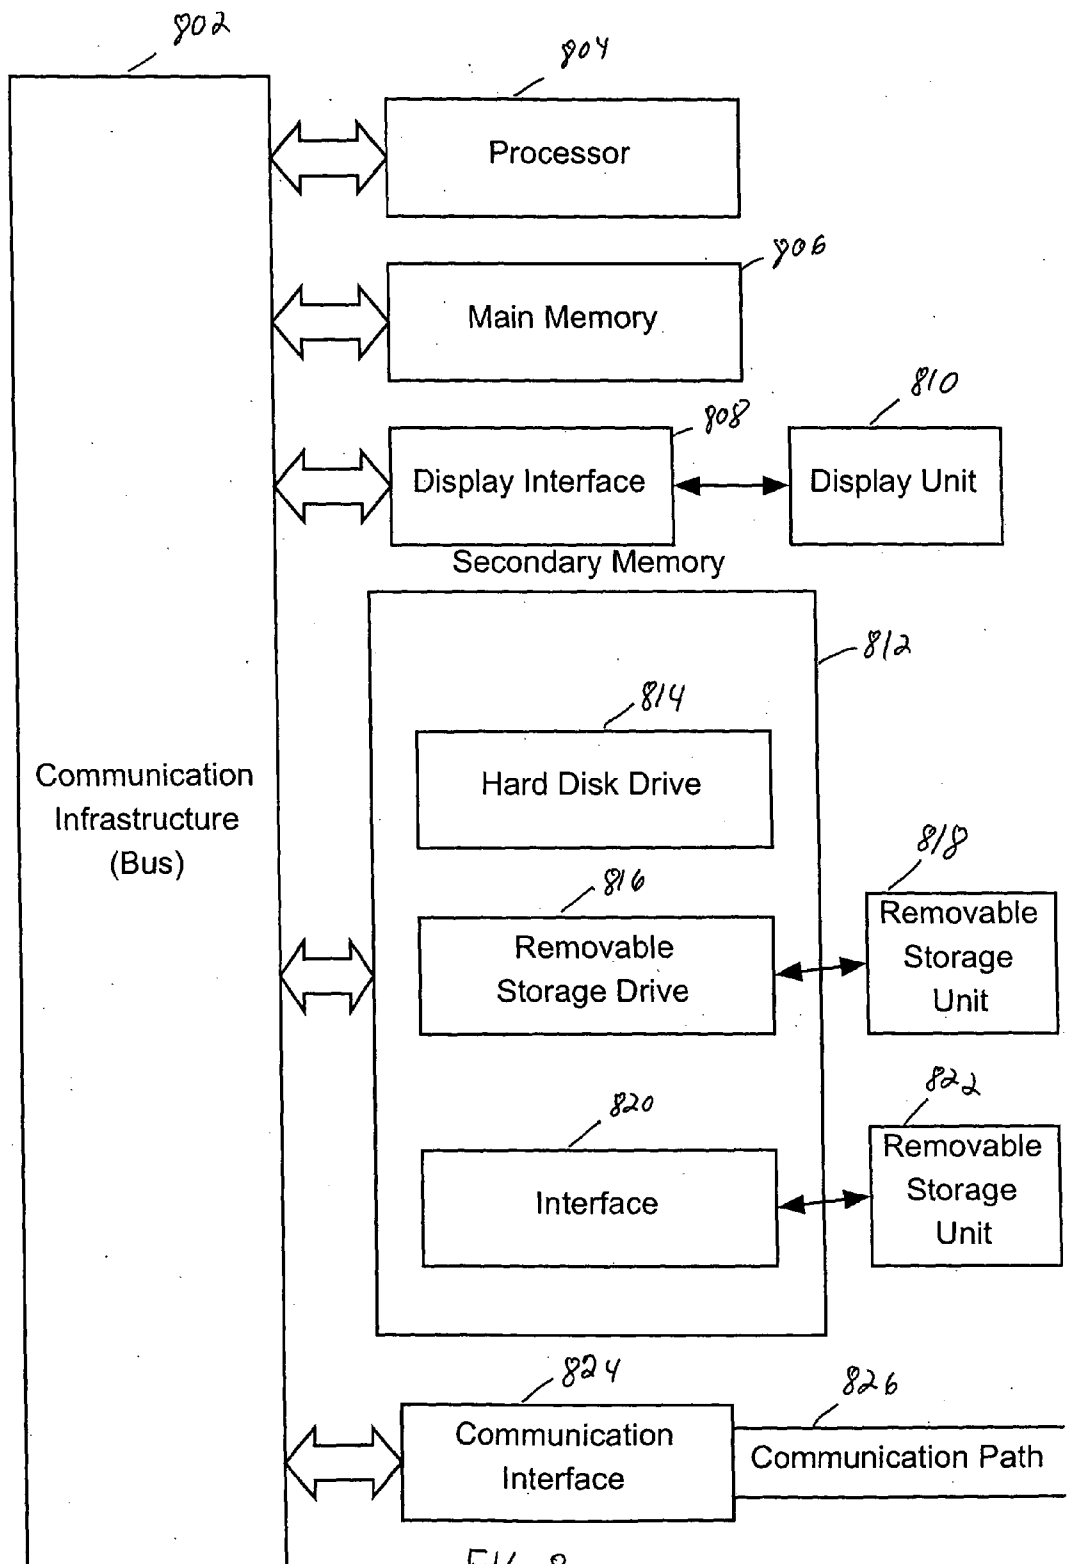 802
804
Processor
806
Main Memory
808
810
Display Interface
Display Unit
Secondary Memory
812
814
Hard Disk Drive
Communication
Infrastructure
(Bus)
816
Removable
Storage Drive
818
Removable
Storage
Unit
820
Interface
822
Removable
Storage
Unit
824
Communication
Interface
826
Communication Path